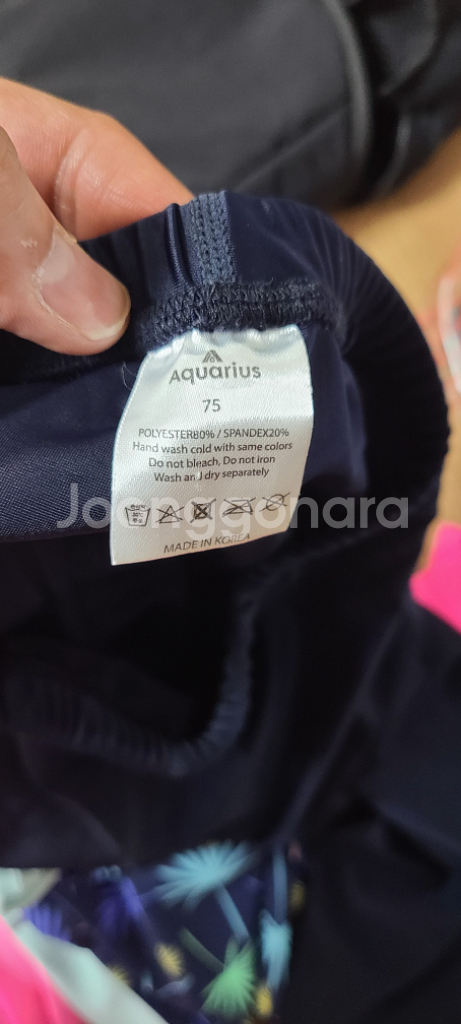 Aquarius
75
POLYESTER80% / SPANDEX20%
Hand wash cold with same colors
Do not bleach, Do not iron
Wash and dry separately
Joonggonara
MADE IN KOREA